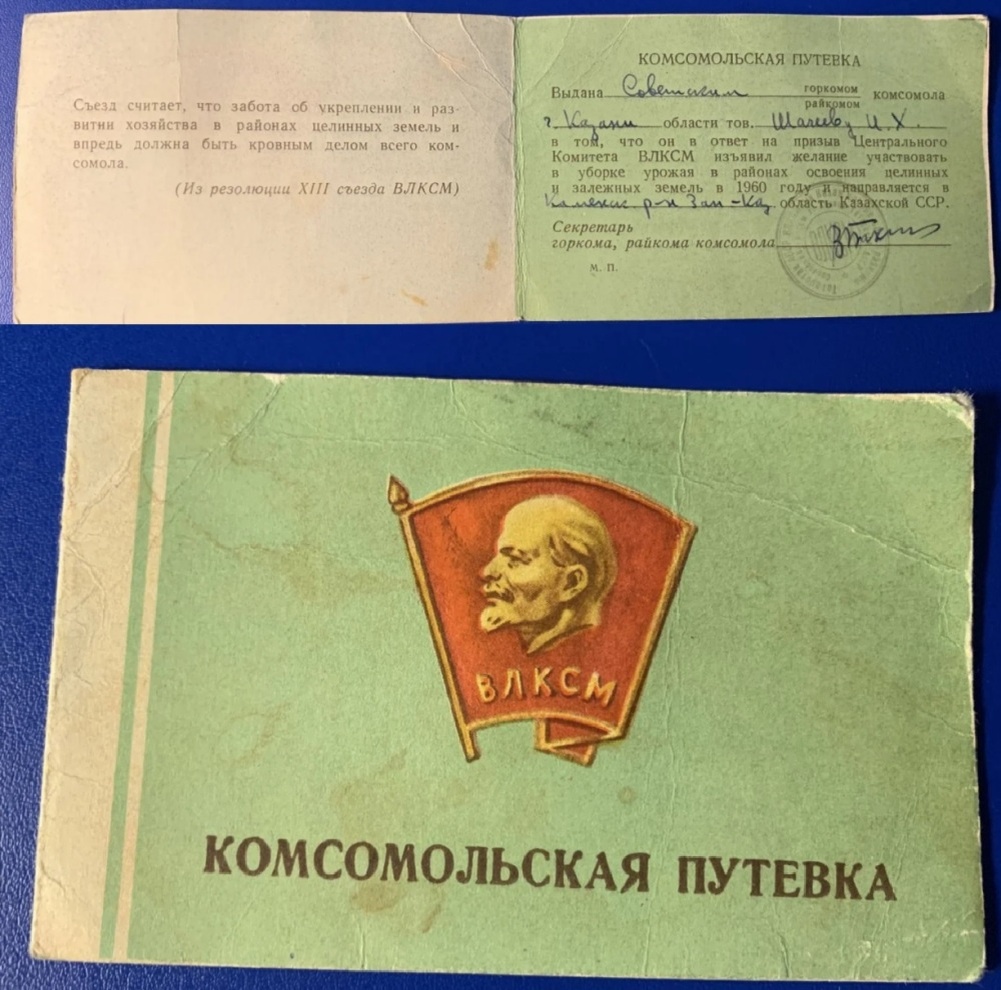 Съезд считает, что забота об укреплении и раз-
витии хозяйства в районах целинных земель и
впредь должна быть кровным делом всего ком-
сомола.
(Из резолюции XIII съезда ВЛКСМ)
КОМСОМОЛЬСКАЯ ПУТЕВКА
Выдана Советским горкомом райкомом комсомола
г. Казани области тов. И. Х.
в том, что он в ответ на призыв Центрального
Комитета ВЛКСМ изъявил желание участвовать
в уборке урожая в районах освоения целинных
и залежных земель в 1960 году и направляется в
Каменск. р-н Зап-Каз. область Казахской ССР.
Секретарь
горкома, райкома комсомола
М. П.
ВЛКСМ
КОМСОМОЛЬСКАЯ ПУТЕВКА